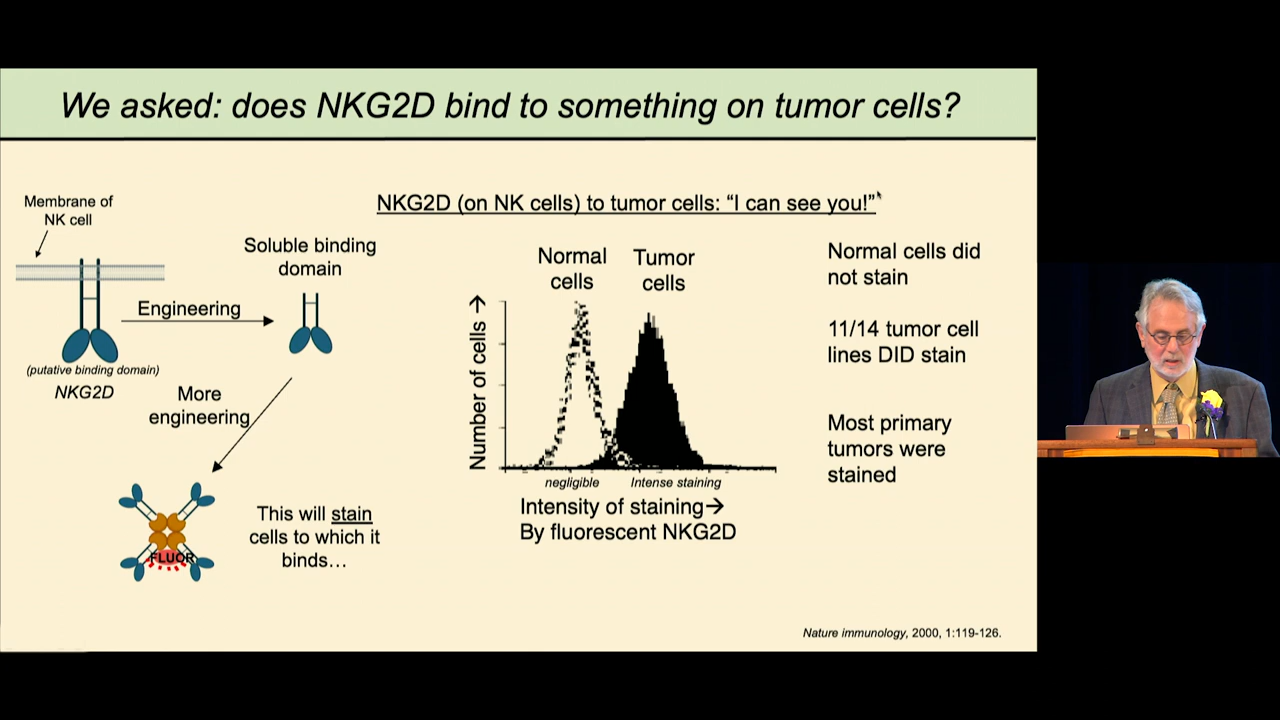 We asked: does NKG2D bind to something on tumor cells?
Membrane of
NK cell
Engineering
(putative binding domain)
NKG2D
Soluble binding
domain
More
engineering
FLUOR
This will stain
cells to which it
binds…
NKG2D (on NK cells) to tumor cells: “I can see you!”
Normal
cells
Tumor
cells
Number of cells →
negligible
Intense staining
Intensity of staining→
By fluorescent NKG2D
Normal cells did
not stain
11/14 tumor cell
lines DID stain
Most primary
tumors were
stained
Nature immunology, 2000, 1:119-126.